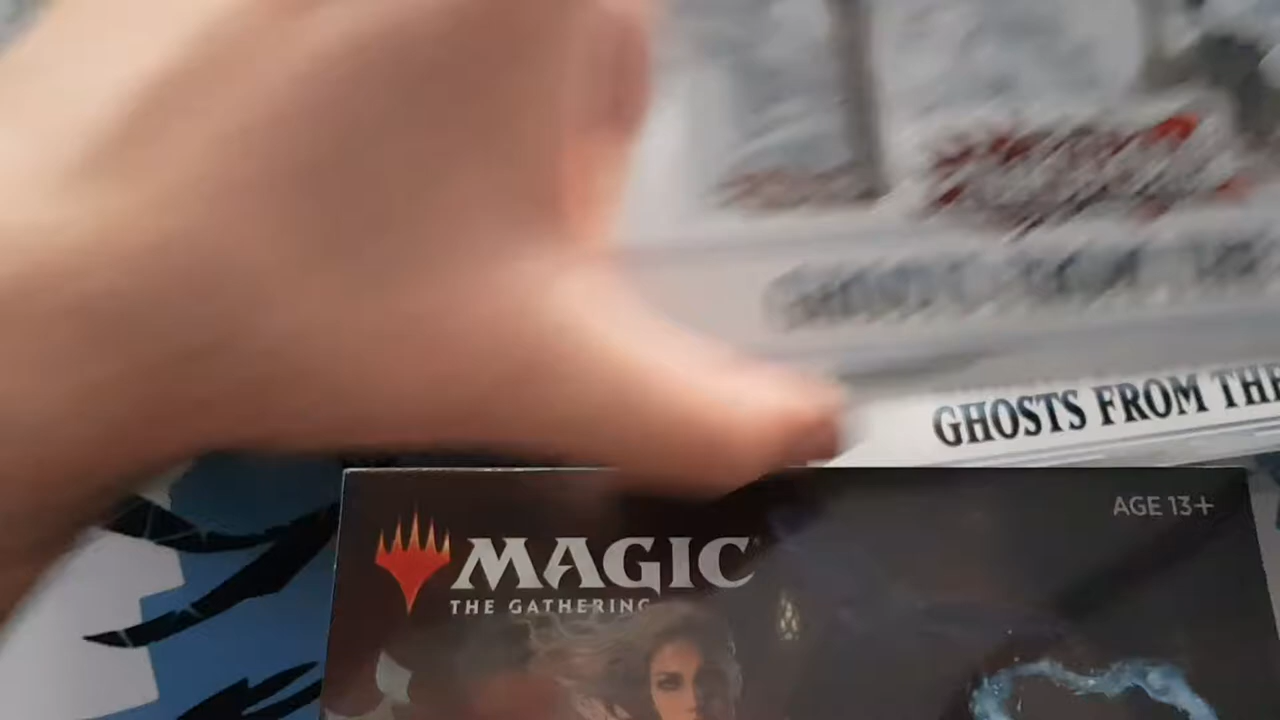 GHOSTS FROM THE
AGE 13+
MAGIC
THE GATHERING